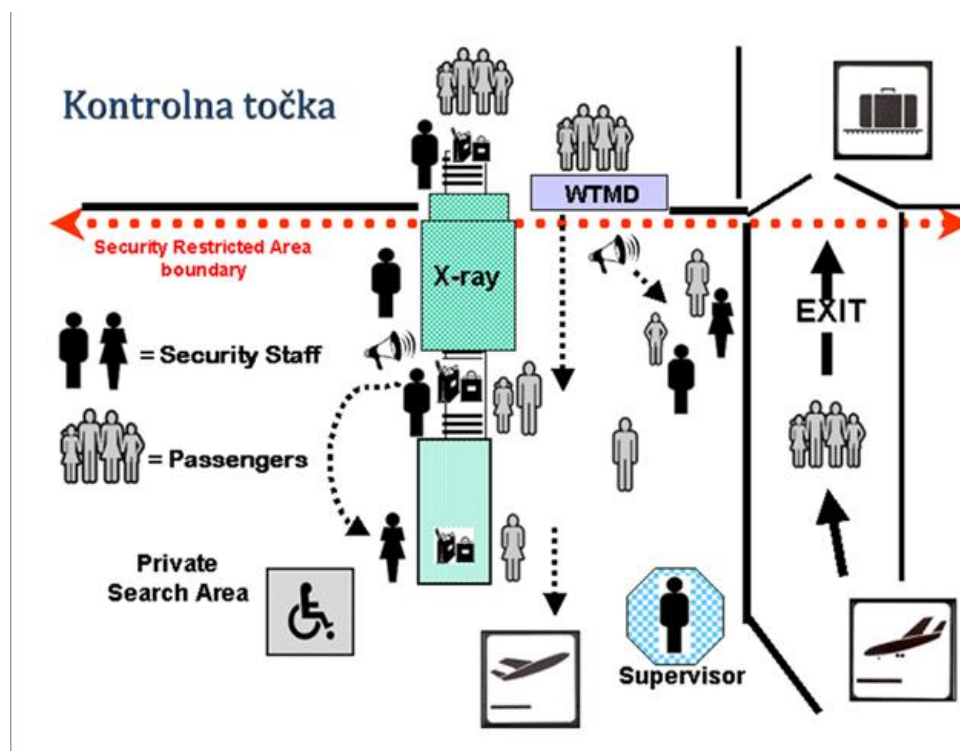 Kontrolna točka
WTMD
Security Restricted Area
boundary
X-ray
EXIT
= Security Staff
= Passengers
Private
Search Area
Supervisor